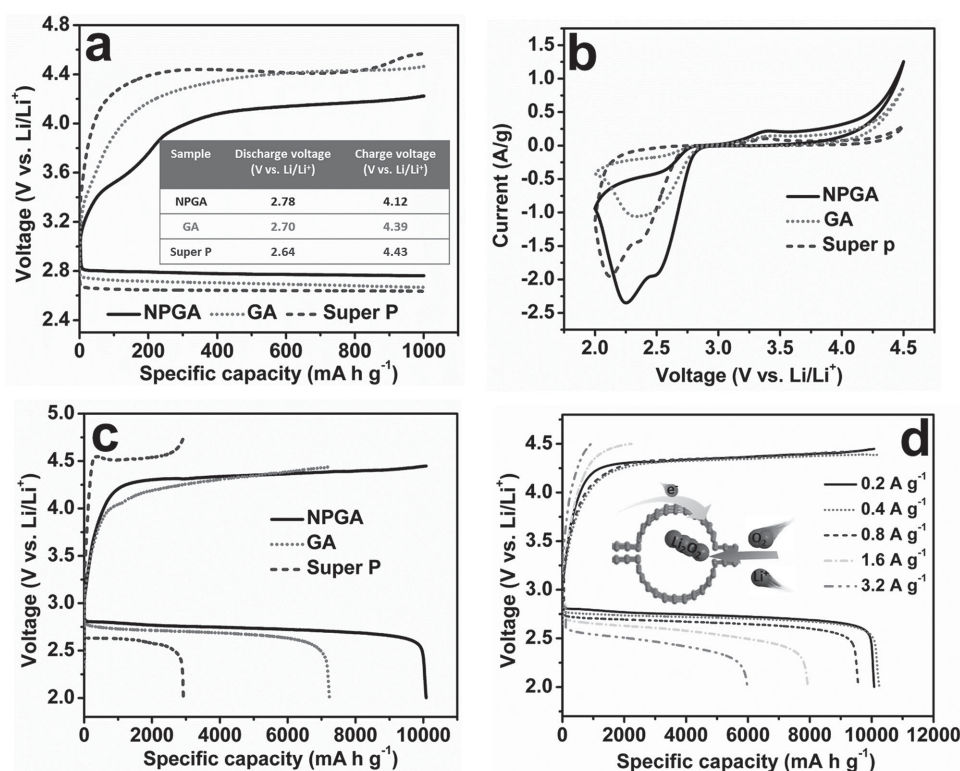 a
4.8
4.4
4.0
3.6
3.2
2.8
2.4
Voltage (V vs. Li/Li⁺)
Sample Discharge voltage (V vs. Li/Li⁺) Charge voltage (V vs. Li/Li⁺)
NPGA 2.78 4.12
GA 2.70 4.39
Super P 2.64 4.43
NPGA GA Super P
0 200 400 600 800 1000
Specific capacity (mA h g⁻¹)
b
1.5
1.0
0.5
0.0
-0.5
-1.0
-1.5
-2.0
-2.5
Current (A/g)
NPGA
GA
Super p
2.0 2.5 3.0 3.5 4.0 4.5
Voltage (V vs. Li/Li⁺)
c
5.0
4.5
4.0
3.5
3.0
2.5
2.0
Voltage (V vs. Li/Li⁺)
NPGA
GA
Super P
0 2000 4000 6000 8000 10000
Specific capacity (mA h g⁻¹)
d
4.5
4.0
3.5
3.0
2.5
2.0
Voltage (V vs. Li/Li⁺)
e⁻
Li₂O₂
O₂
Li⁺
0.2 A g⁻¹
0.4 A g⁻¹
0.8 A g⁻¹
1.6 A g⁻¹
3.2 A g⁻¹
0 2000 4000 6000 8000 10000 12000
Specific capacity (mA h g⁻¹)